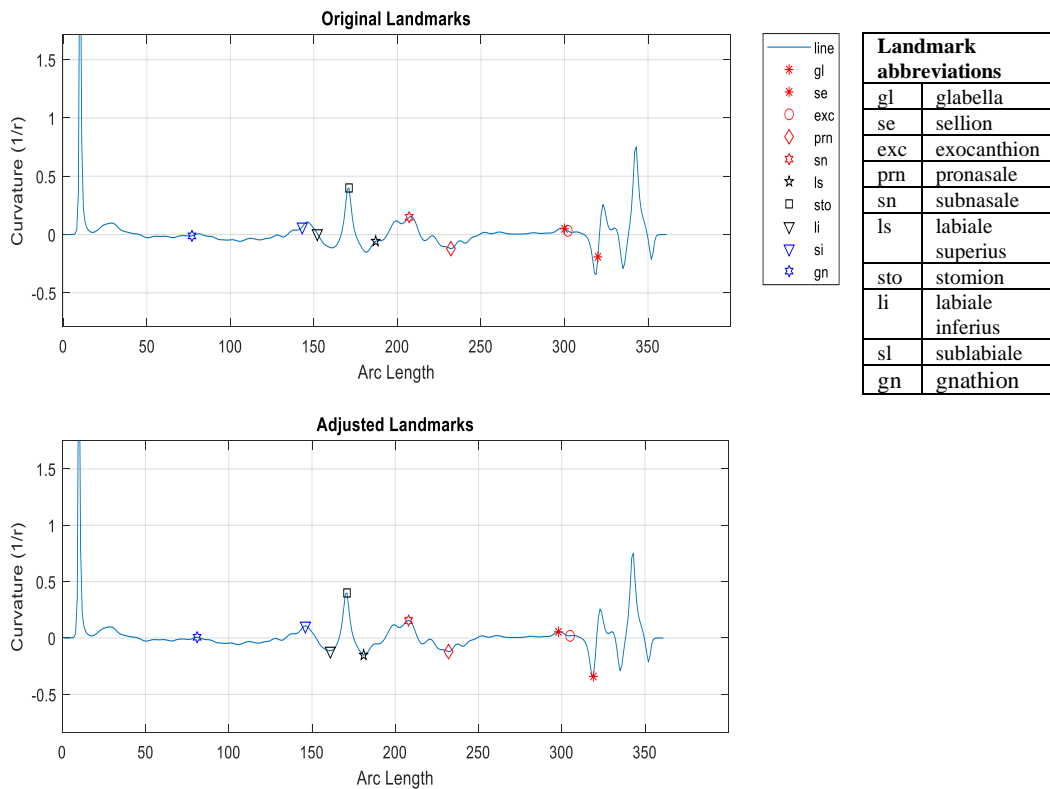 Original Landmarks
1.5
1
0.5
0
-0.5
0 50 100 150 200 250 300 350
Curvature (1/r)
Arc Length
line
gl
se
exc
prn
sn
ls
sto
li
si
gn
Landmark
abbreviations
gl glabella
se sellion
exc exocanthion
prn pronasale
sn subnasale
ls labiale
superius
sto stomion
li labiale
inferius
sl sublabiale
gn gnathion
Adjusted Landmarks
1.5
1
0.5
0
-0.5
0 50 100 150 200 250 300 350
Curvature (1/r)
Arc Length